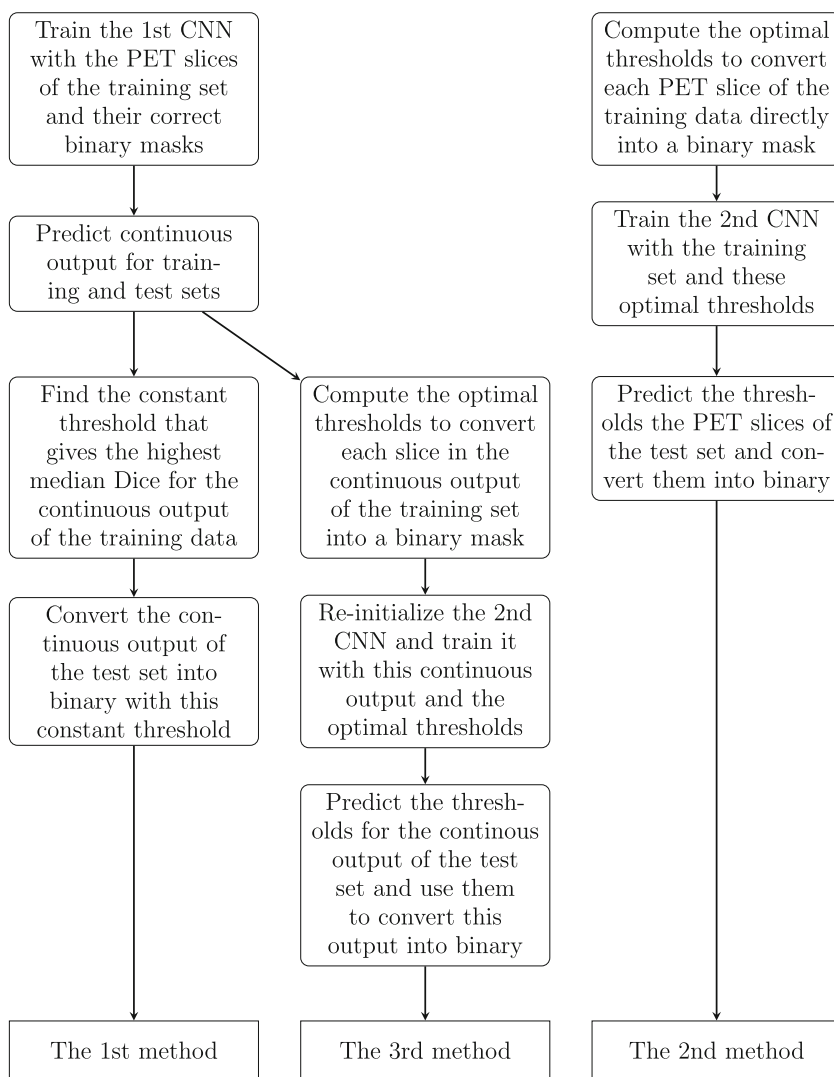 Train the 1st CNN
with the PET slices
of the training set
and their correct
binary masks
Predict continuous
output for train-
ing and test sets
Find the constant
threshold that
gives the highest
median Dice for the
continuous output
of the training data
Convert the con-
tinuous output of
the test set into
binary with this
constant threshold
The 1st method
Compute the optimal
thresholds to convert
each slice in the
continuous output
of the training set
into a binary mask
Re-initialize the 2nd
CNN and train it
with this continuous
output and the
optimal thresholds
Predict the thresh-
olds for the continous
output of the test
set and use them
to convert this
output into binary
The 3rd method
Compute the optimal
thresholds to convert
each PET slice of the
training data directly
into a binary mask
Train the 2nd CNN
with the training
set and these
optimal thresholds
Predict the thresh-
olds the PET slices of
the test set and con-
vert them into binary
The 2nd method